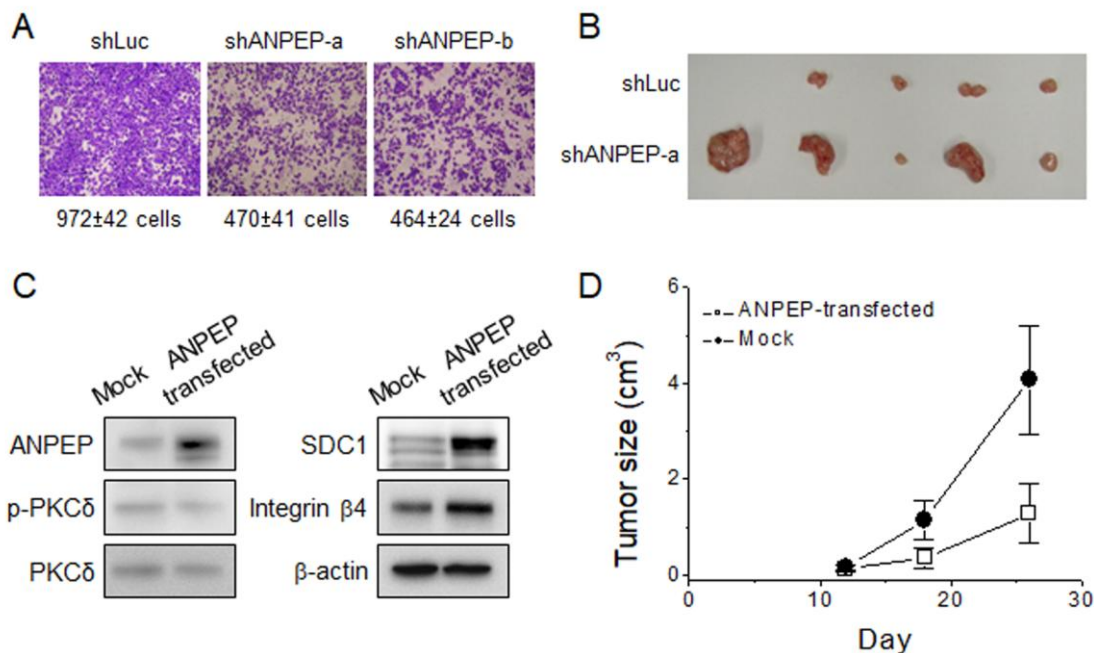 A
shLuc
shANPEP-a
shANPEP-b
972±42 cells
470±41 cells
464±24 cells
B
shLuc
shANPEP-a
C
Mock
ANPEP
transfected
ANPEP
p-PKCδ
PKCδ
Mock
ANPEP
transfected
SDC1
Integrin β4
β-actin
D
ANPEP-transfected
Mock
Tumor size (cm³)
6
4
2
0
0
10
20
30
Day